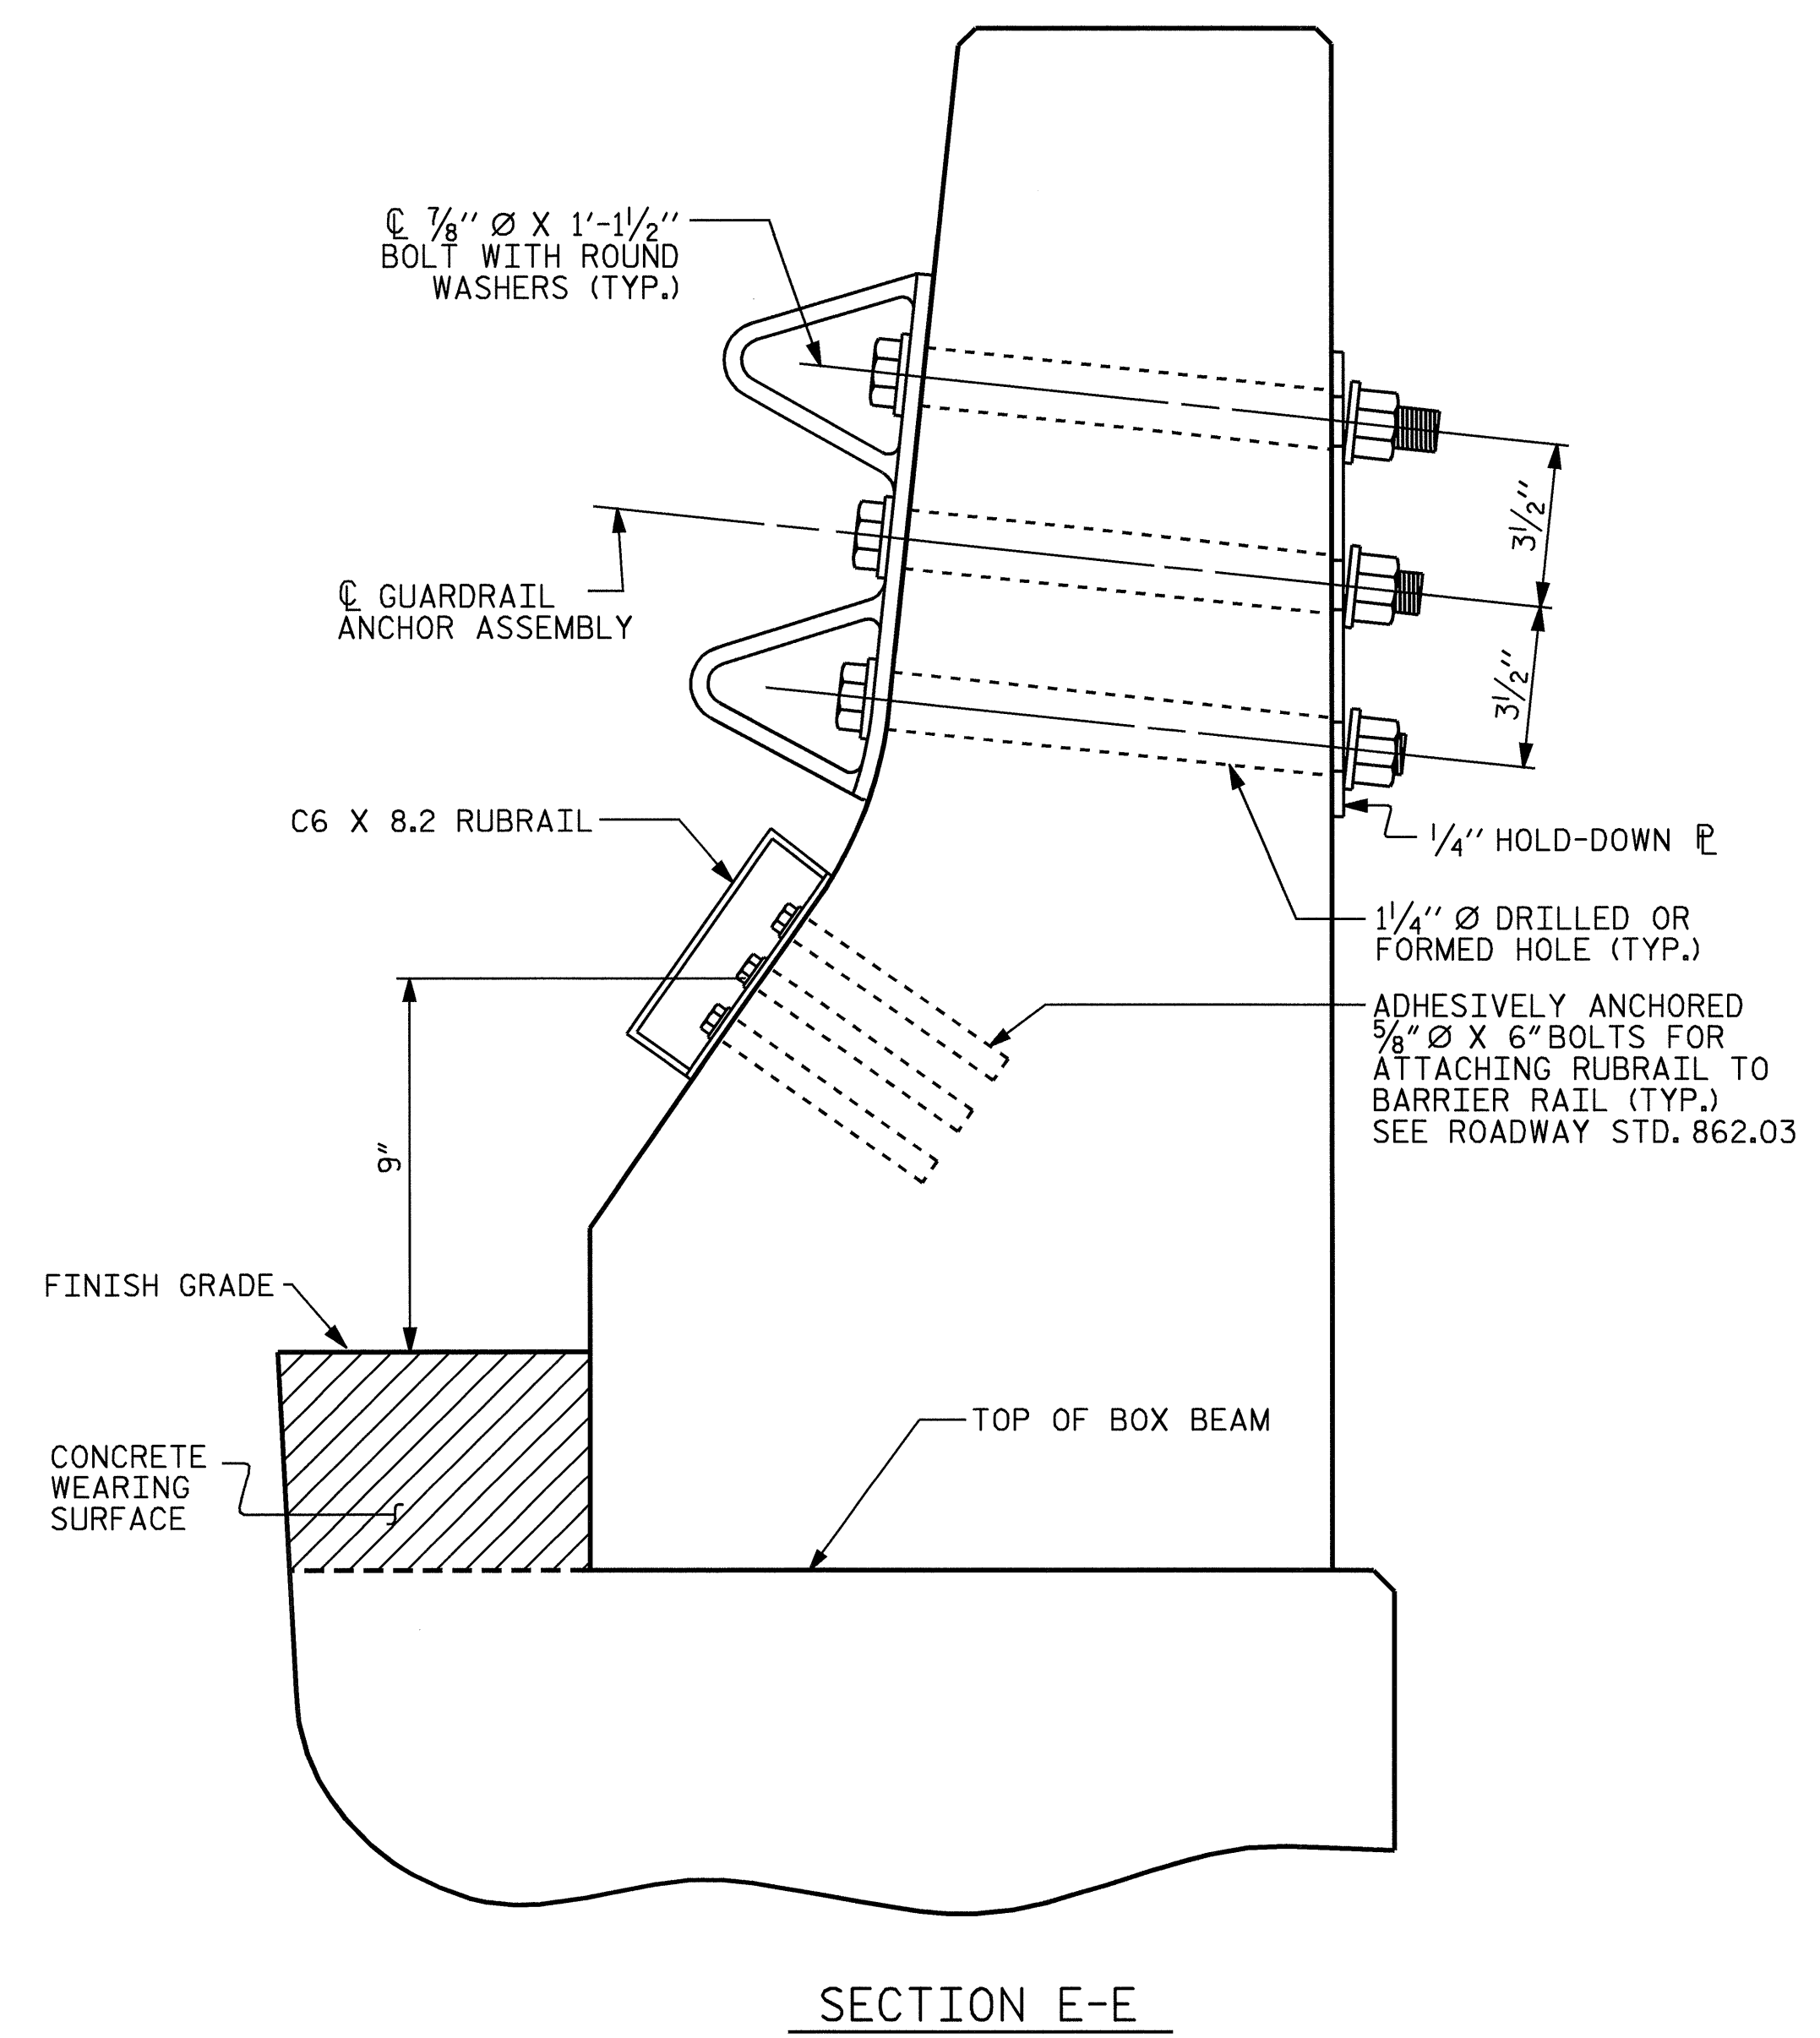 ℄ 7/8" Ø X 1'-1 1/2"
BOLT WITH ROUND
WASHERS (TYP.)
3 1/2"
℄ GUARDRAIL
ANCHOR ASSEMBLY
3 1/2"
C6 X 8.2 RUBRAIL
1/4" HOLD-DOWN ⅊
1 1/4" Ø DRILLED OR
FORMED HOLE (TYP.)
ADHESIVELY ANCHORED
5/8" Ø X 6" BOLTS FOR
ATTACHING RUBRAIL TO
BARRIER RAIL (TYP.)
SEE ROADWAY STD. 862.03
9"
FINISH GRADE
TOP OF BOX BEAM
CONCRETE
WEARING
SURFACE
SECTION E-E